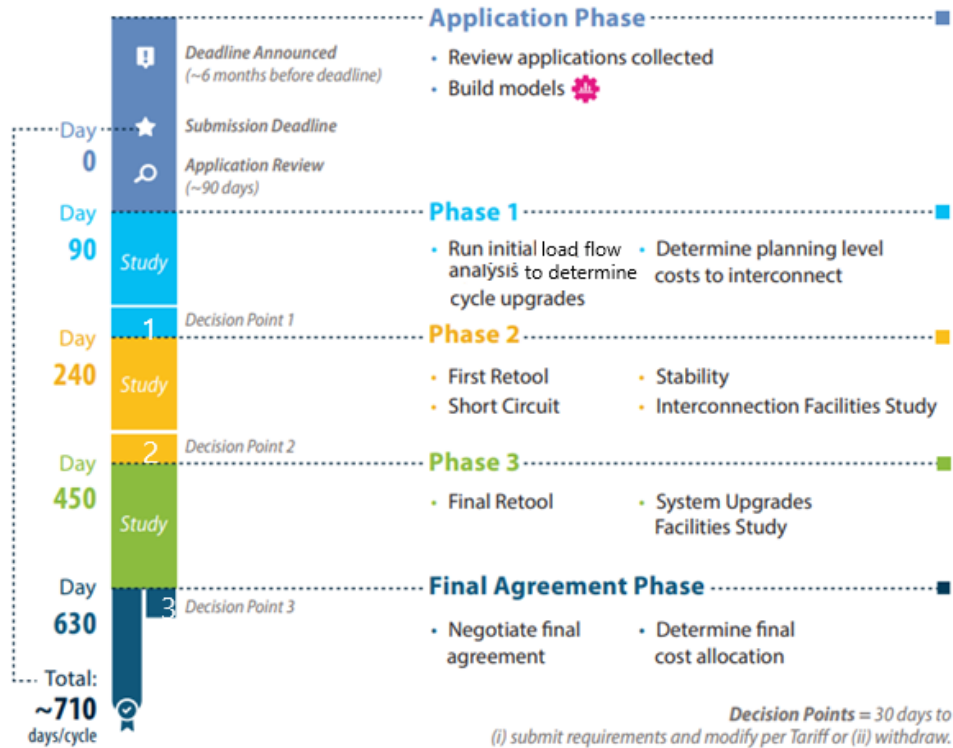 Application Phase
Deadline Announced
(~6 months before deadline)
• Review applications collected
• Build models
Day
0
Submission Deadline
Application Review
(~90 days)
Day
90
Phase 1
Study
• Run initial load flow
analysis to determine
cycle upgrades
• Determine planning level
costs to interconnect
1
Decision Point 1
Day
240
Phase 2
Study
• First Retool
• Short Circuit
• Stability
• Interconnection Facilities Study
2
Decision Point 2
Day
450
Phase 3
Study
• Final Retool
• System Upgrades
Facilities Study
Day
630
Final Agreement Phase
3
Decision Point 3
• Negotiate final
agreement
• Determine final
cost allocation
Total:
~710
days/cycle
Decision Points = 30 days to
(i) submit requirements and modify per Tariff or (ii) withdraw.